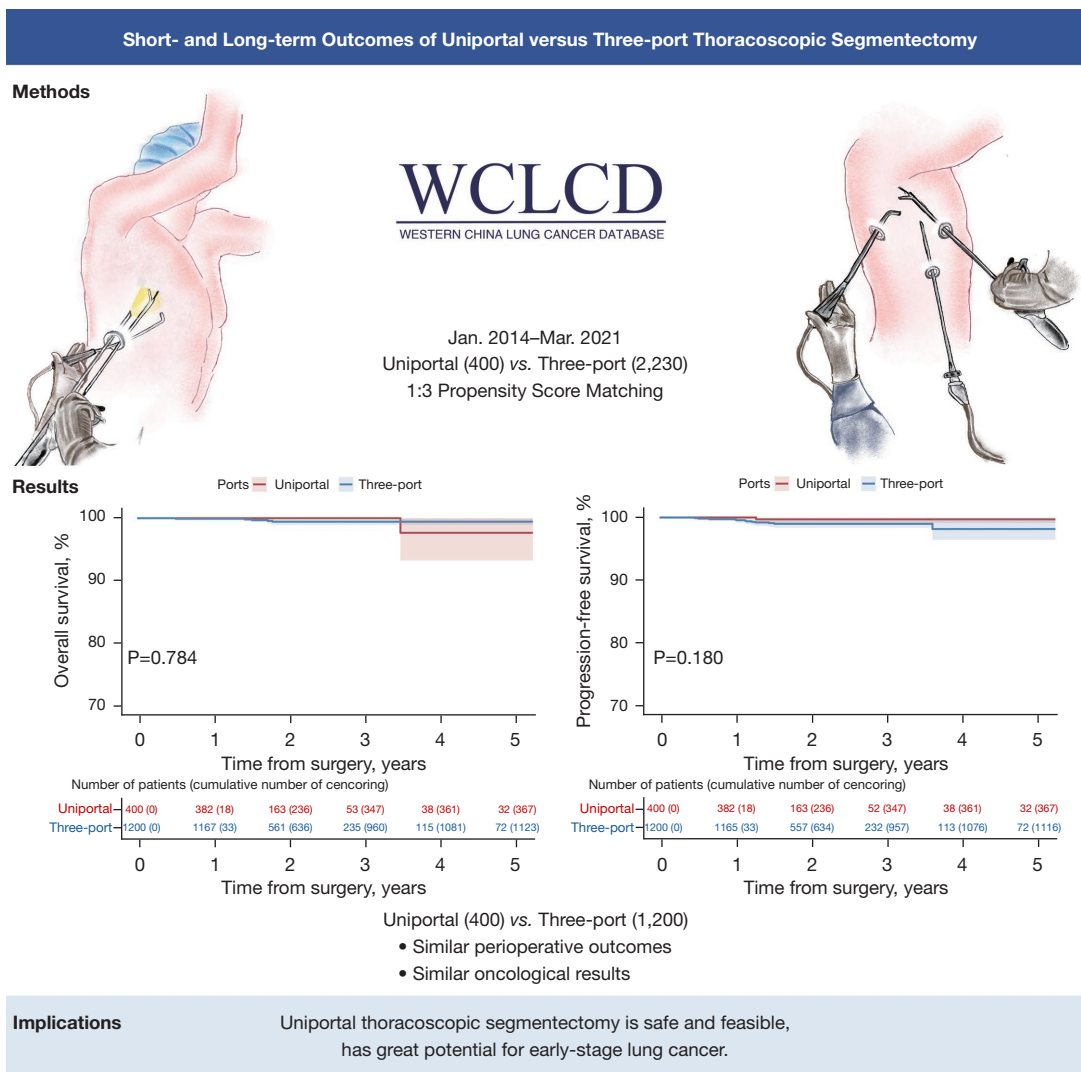 Short- and Long-term Outcomes of Uniportal versus Three-port Thoracoscopic Segmentectomy
Methods
WCLCD
WESTERN CHINA LUNG CANCER DATABASE
Jan. 2014–Mar. 2021
Uniportal (400) vs. Three-port (2,230)
1:3 Propensity Score Matching
Results
Ports Uniportal Three-port
Overall survival, %
100
90
80
70
P=0.784
0 1 2 3 4 5
Time from surgery, years
Number of patients (cumulative number of censoring)
Uniportal 400 (0) 382 (18) 163 (236) 53 (347) 38 (361) 32 (367)
Three-port 1200 (0) 1167 (33) 561 (636) 235 (960) 115 (1081) 72 (1123)
0 1 2 3 4 5
Time from surgery, years
Ports Uniportal Three-port
Progression-free survival, %
100
90
80
70
P=0.180
0 1 2 3 4 5
Time from surgery, years
Number of patients (cumulative number of censoring)
Uniportal 400 (0) 382 (18) 163 (236) 52 (347) 38 (361) 32 (367)
Three-port 1200 (0) 1165 (33) 557 (634) 232 (957) 113 (1076) 72 (1116)
0 1 2 3 4 5
Time from surgery, years
Uniportal (400) vs. Three-port (1,200)
• Similar perioperative outcomes
• Similar oncological results
Implications
Uniportal thoracoscopic segmentectomy is safe and feasible,
has great potential for early-stage lung cancer.